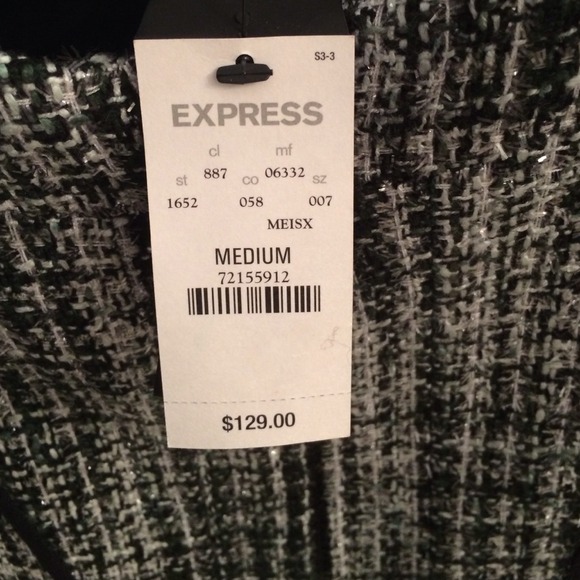 S3-3
EXPRESS
cl mf
887 06332
st co sz
1652 058 007
MEISX
MEDIUM
72155912
$129.00